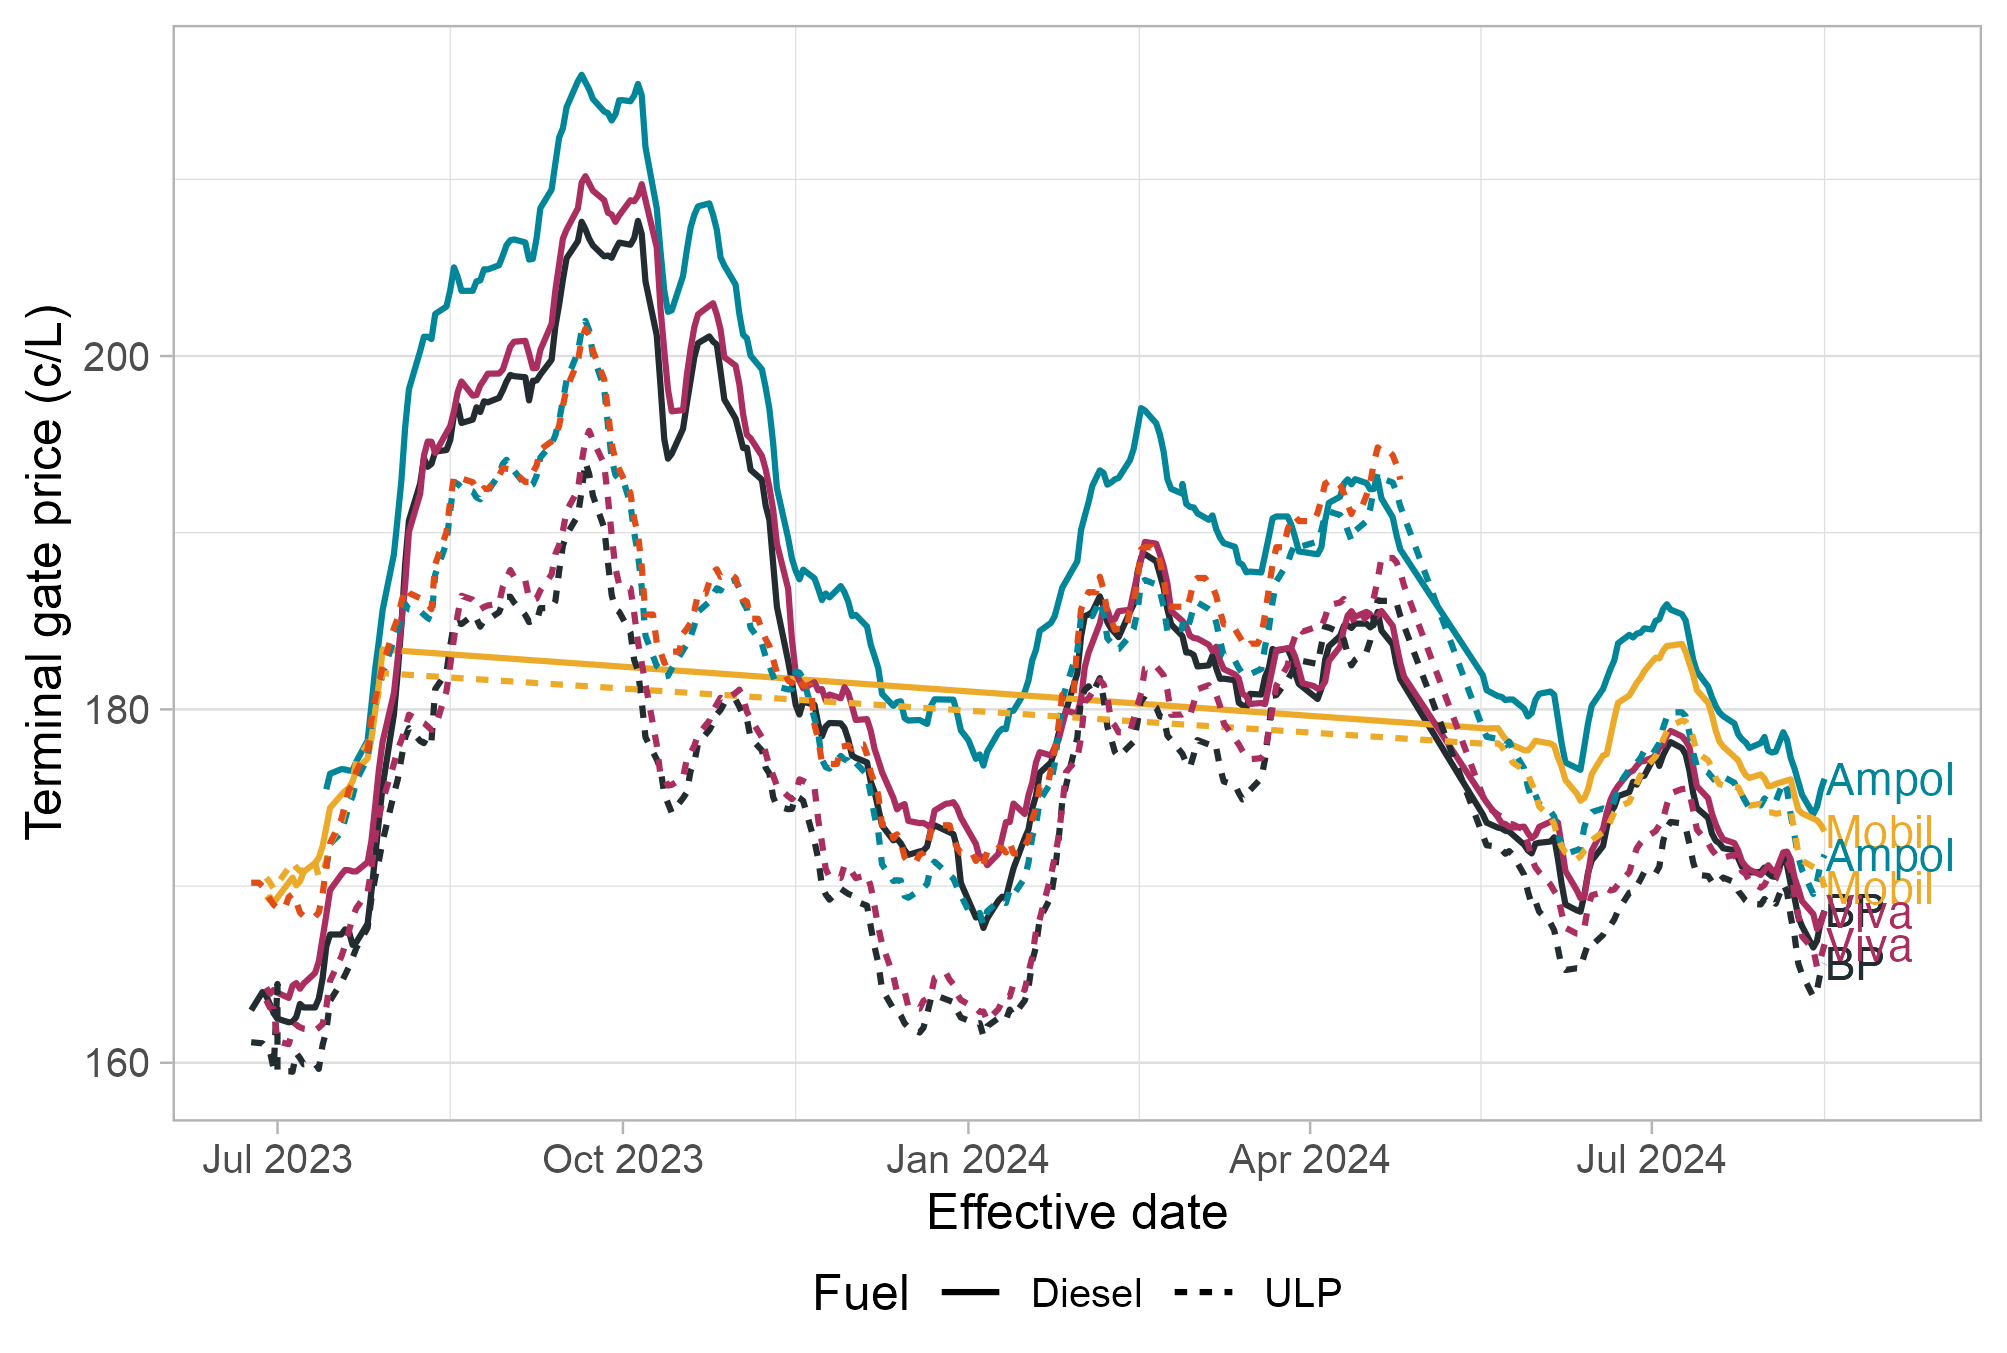 Terminal gate price (c/L)
200
180
160
Ampol
Mobil
Ampol
Mobil
BP
Viva
Viva
BP
Jul 2023 Oct 2023 Jan 2024 Apr 2024 Jul 2024
Effective date
Fuel Diesel ULP